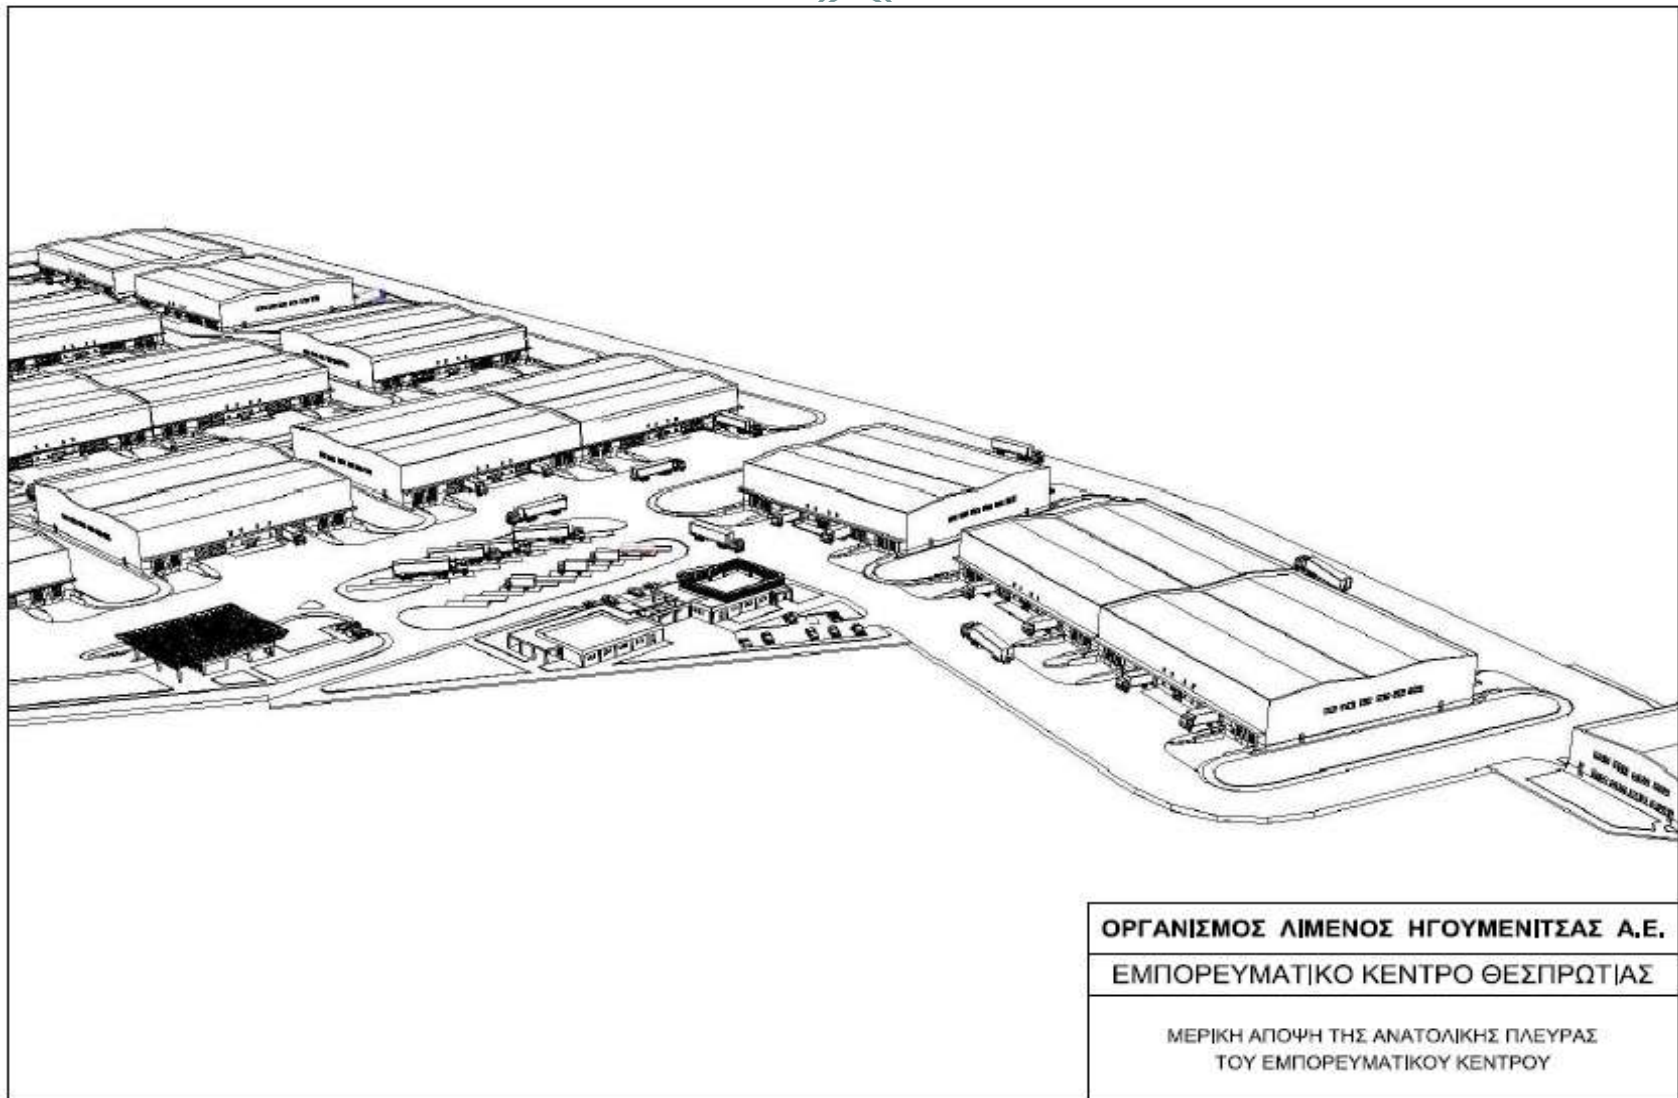 ΟΡΓΑΝΙΣΜΟΣ ΛΙΜΕΝΟΣ ΗΓΟΥΜΕΝΙΤΣΑΣ Α.Ε.
ΕΜΠΟΡΕΥΜΑΤΙΚΟ ΚΕΝΤΡΟ ΘΕΣΠΡΩΤΙΑΣ
ΜΕΡΙΚΗ ΑΠΟΨΗ ΤΗΣ ΑΝΑΤΟΛΙΚΗΣ ΠΛΕΥΡΑΣ
ΤΟΥ ΕΜΠΟΡΕΥΜΑΤΙΚΟΥ ΚΕΝΤΡΟΥ